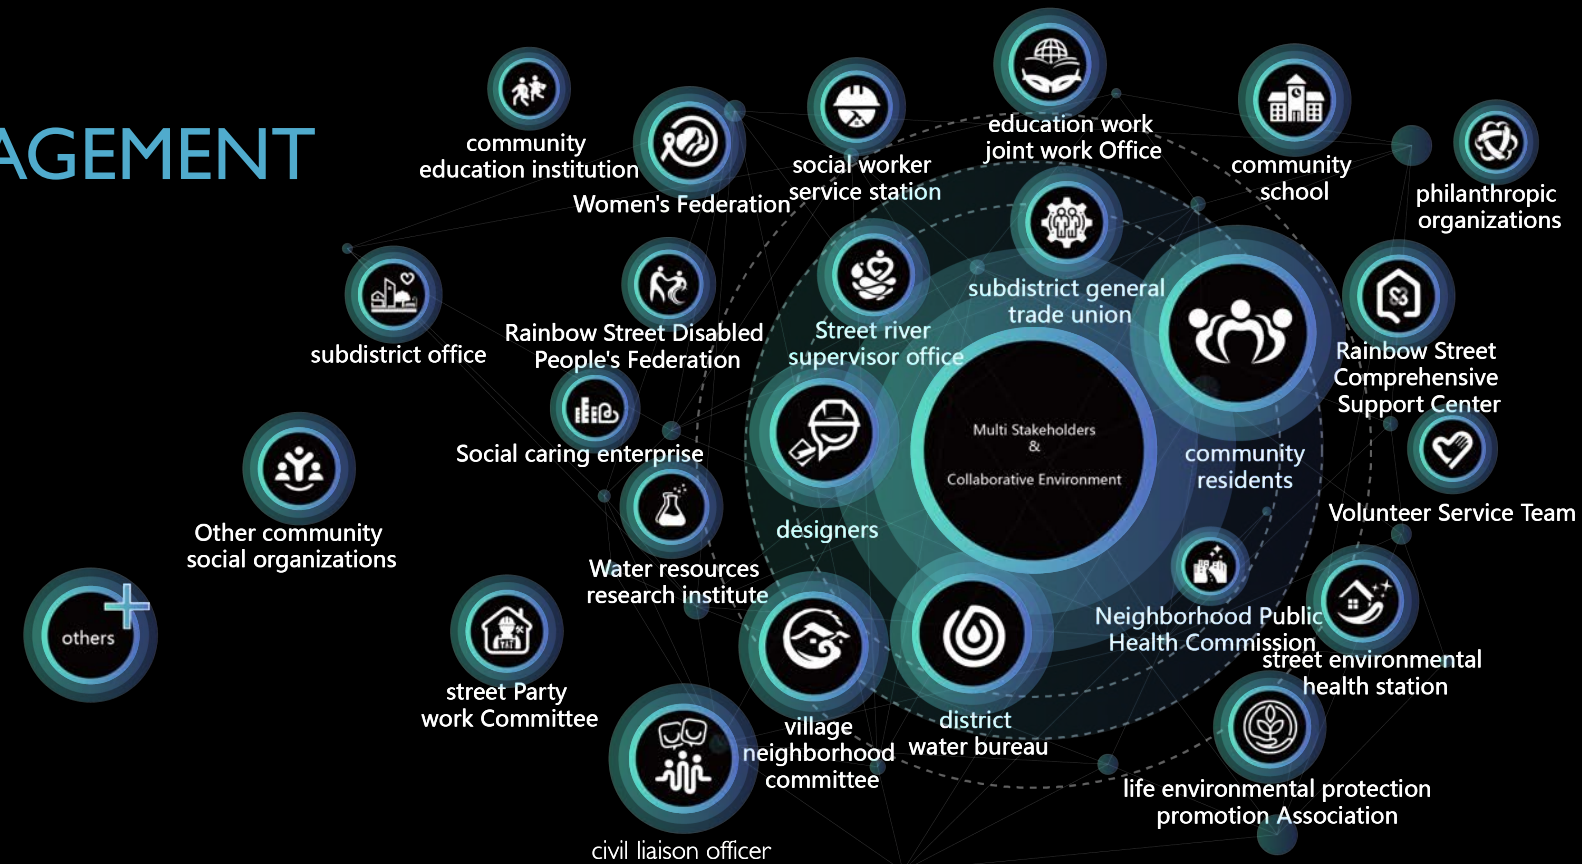 AGEMENT
community
education institution
Women's Federation
social worker
service station
education work
joint work Office
community
school
philanthropic
organizations
subdistrict office
Rainbow Street Disabled
People's Federation
Street river
supervisor office
subdistrict general
trade union
Rainbow Street
Comprehensive
Support Center
Social caring enterprise
Multi Stakeholders
&
Collaborative Environment
community
residents
Volunteer Service Team
Other community
social organizations
designers
Water resources
research institute
Neighborhood Public
Health Commission
street environmental
health station
others
street Party
work Committee
village
neighborhood
committee
district
water bureau
life environmental protection
promotion Association
civil liaison officer